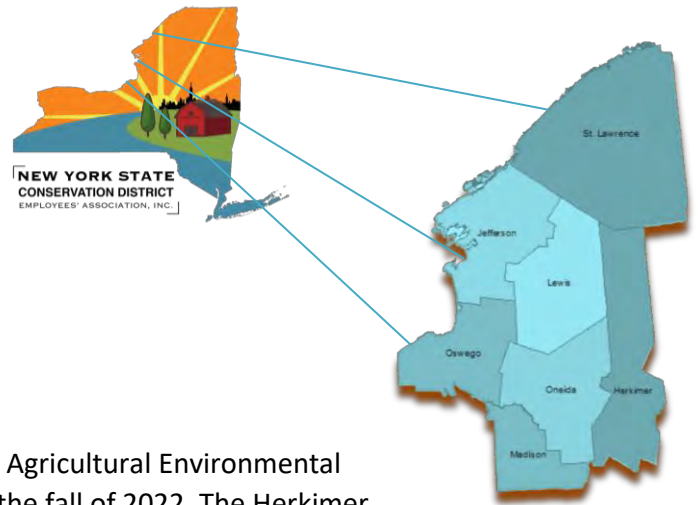 St. Lawrence
NEW YORK STATE
CONSERVATION DISTRICT
EMPLOYEES' ASSOCIATION, INC.
Jefferson
Lewis
Oswego
Oneida
Herkimer
Madison
Agricultural Environmental
the fall of 2022. The Herkimer